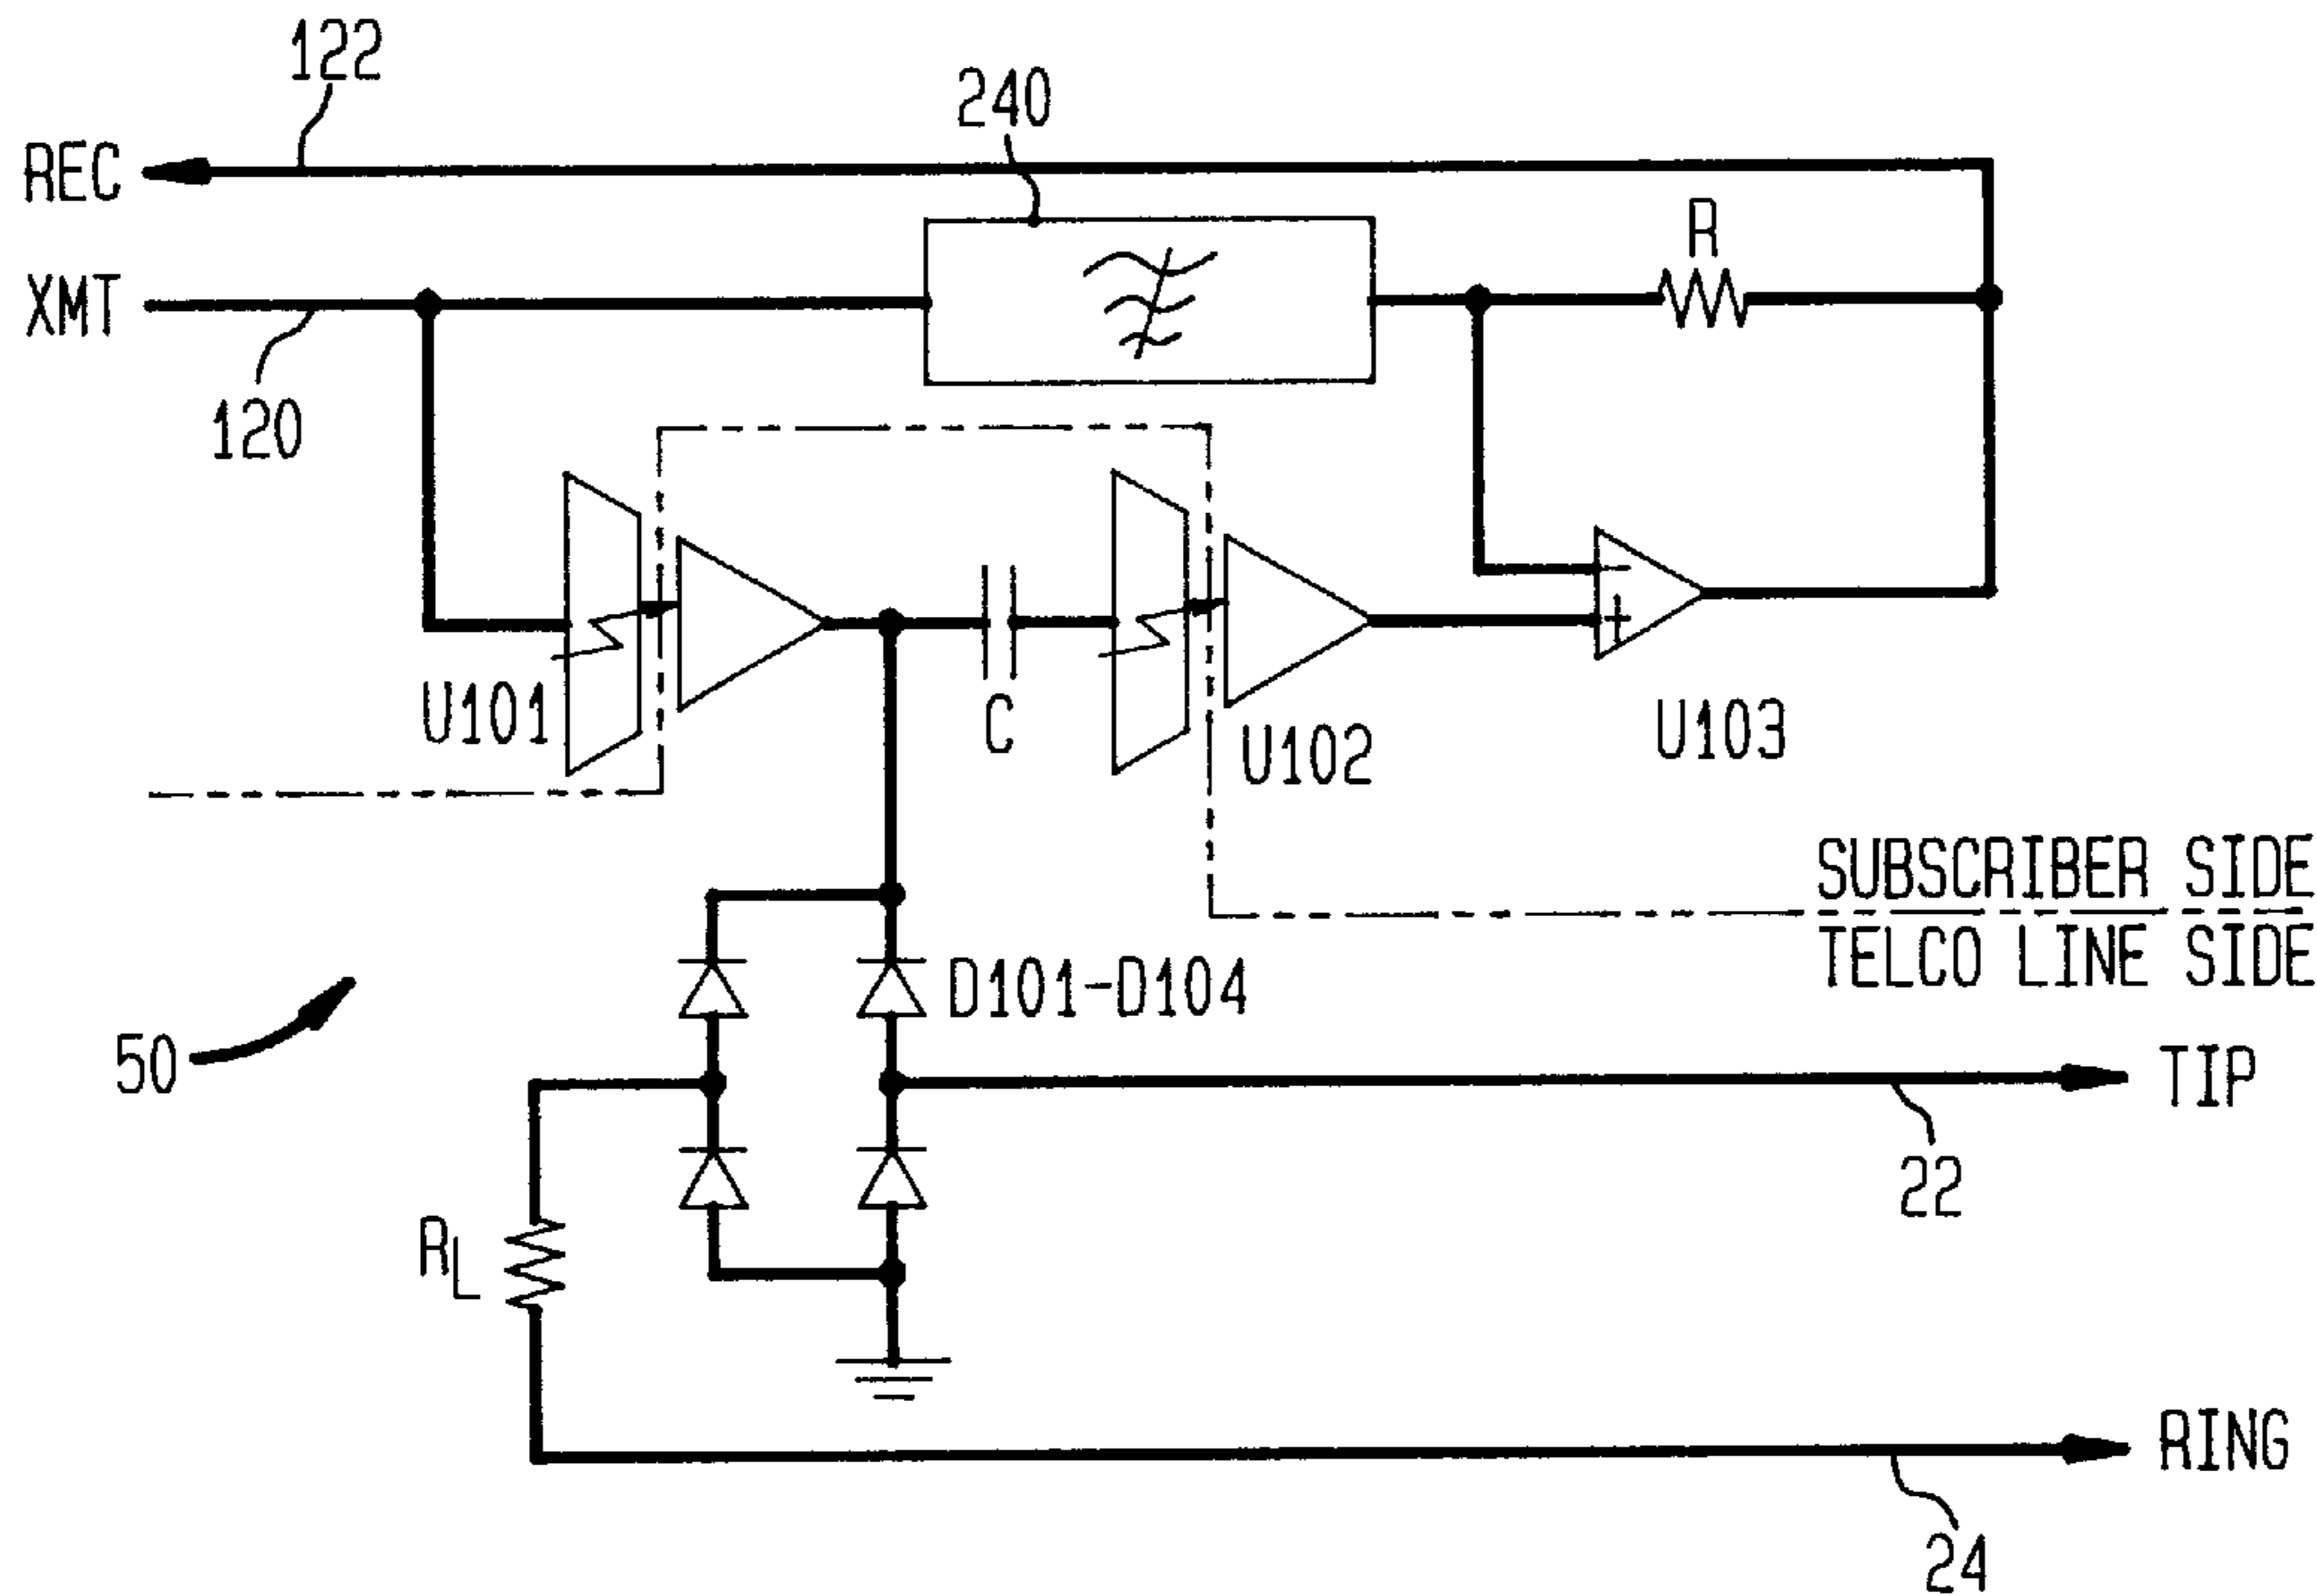 122
240
REC
R
XMT
120
U101
C
U102
U103
SUBSCRIBER SIDE
TELCO LINE SIDE
D101-D104
50
TIP
22
RL
RING
24